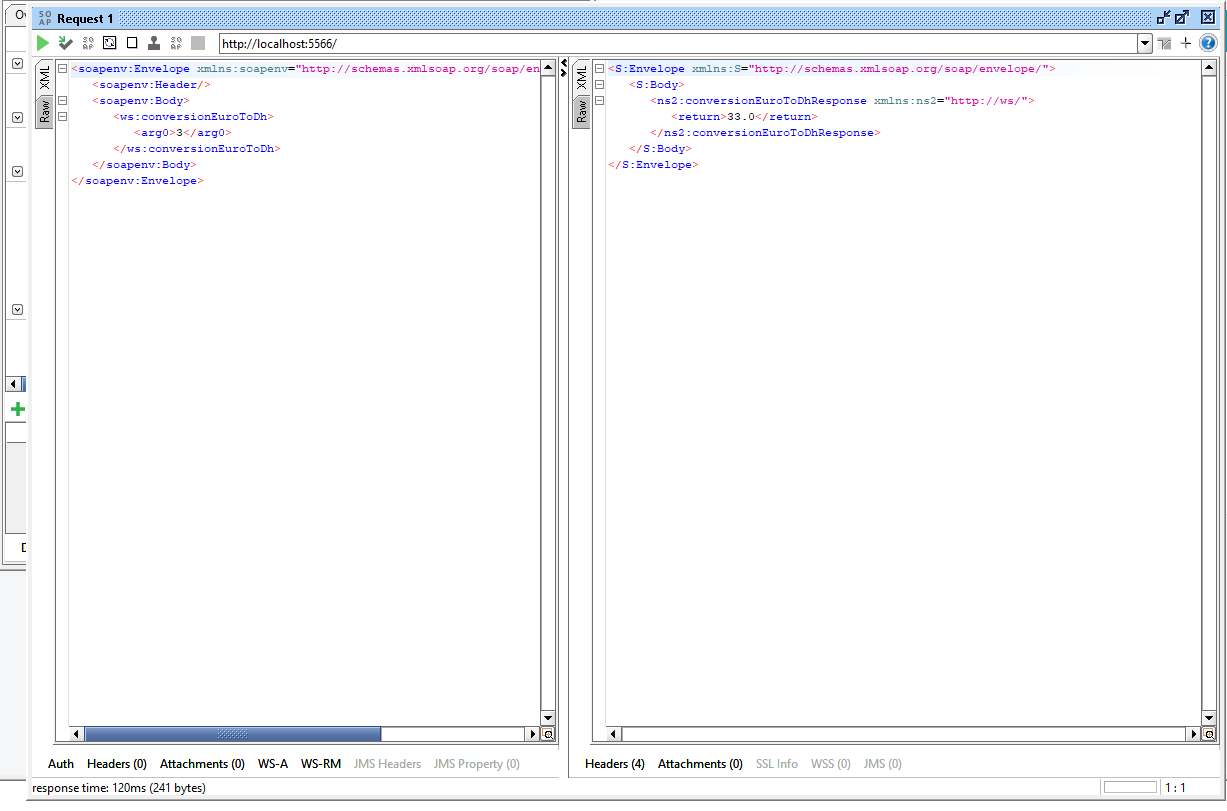 Ov
SO
AP
Request 1
http://localhost:5566/
XML
Raw
<soapenv:Envelope xmlns:soapenv="http://schemas.xmlsoap.org/soap/en
<soapenv:Header/>
<soapenv:Body>
<ws:conversionEuroToDh>
<arg0>3</arg0>
</ws:conversionEuroToDh>
</soapenv:Body>
</soapenv:Envelope>
XML
Raw
<S:Envelope xmlns:S="http://schemas.xmlsoap.org/soap/envelope/">
<S:Body>
<ns2:conversionEuroToDhResponse xmlns:ns2="http://ws/">
<return>33.0</return>
</ns2:conversionEuroToDhResponse>
</S:Body>
</S:Envelope>
Auth Headers (0) Attachments (0) WS-A WS-RM JMS Headers JMS Property (0)
Headers (4) Attachments (0) SSL Info WSS (0) JMS (0)
response time: 120ms (241 bytes)
1 : 1